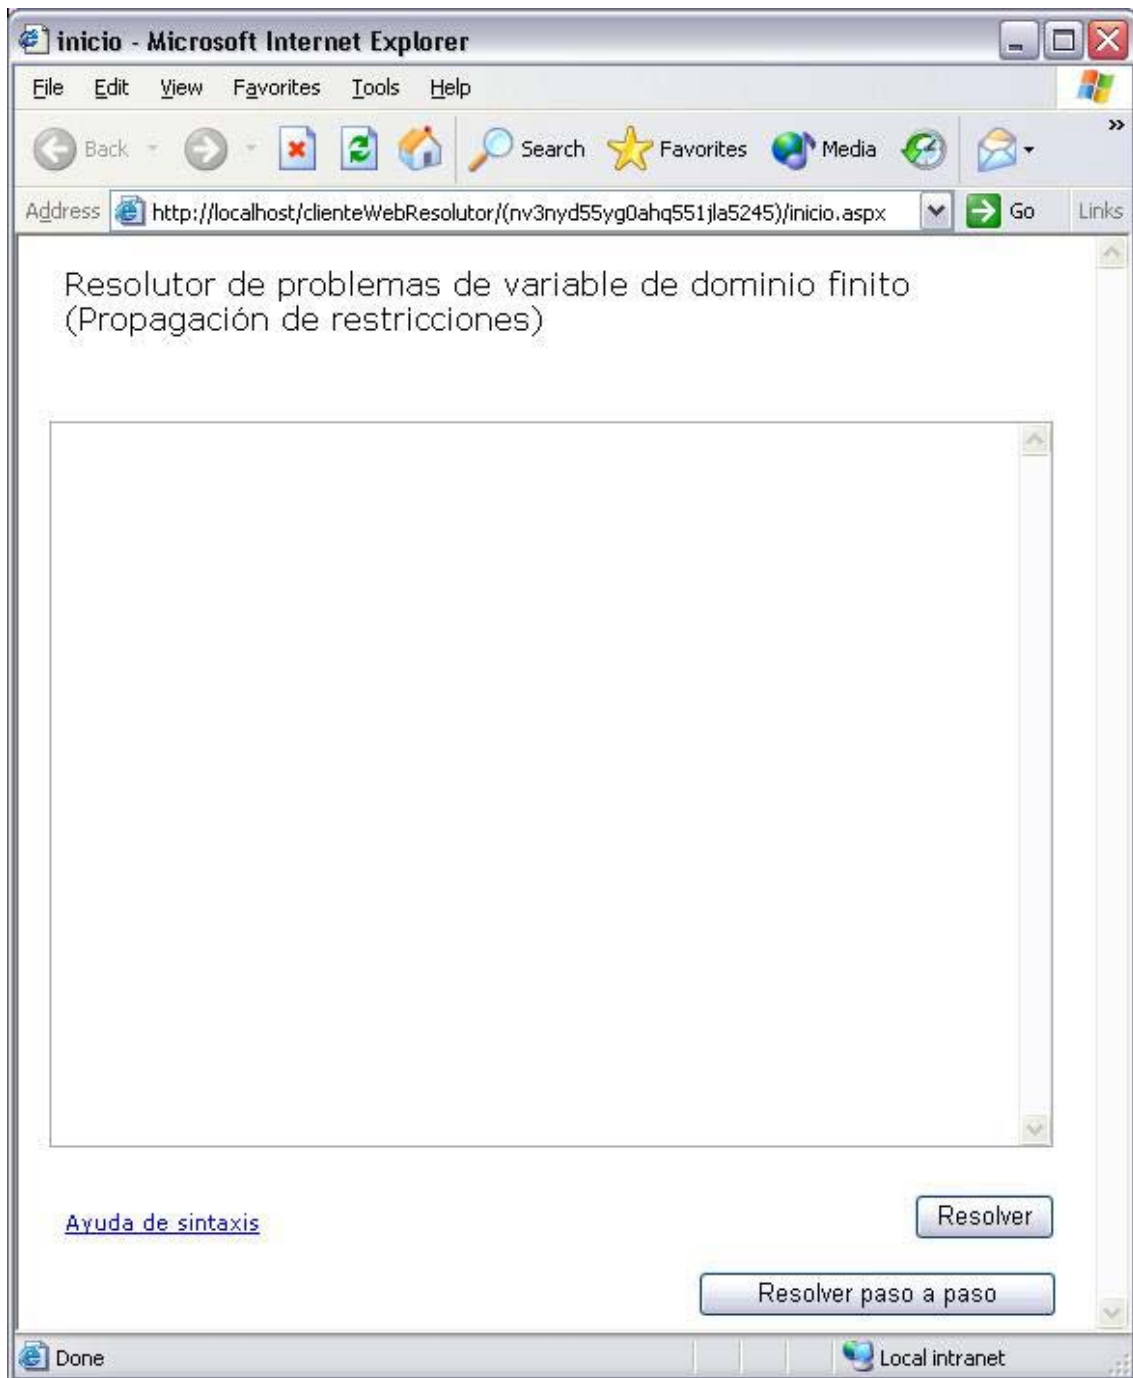 inicio - Microsoft Internet Explorer
File Edit View Favorites Tools Help
Back Search Favorites Media »
Address http://localhost/clienteWebResolutor/(nv3nyd55yg0ahq551jla5245)/inicio.aspx Go Links
Resolutor de problemas de variable de dominio finito
(Propagación de restricciones)
Ayuda de sintaxis Resolver
Resolver paso a paso
Done Local intranet